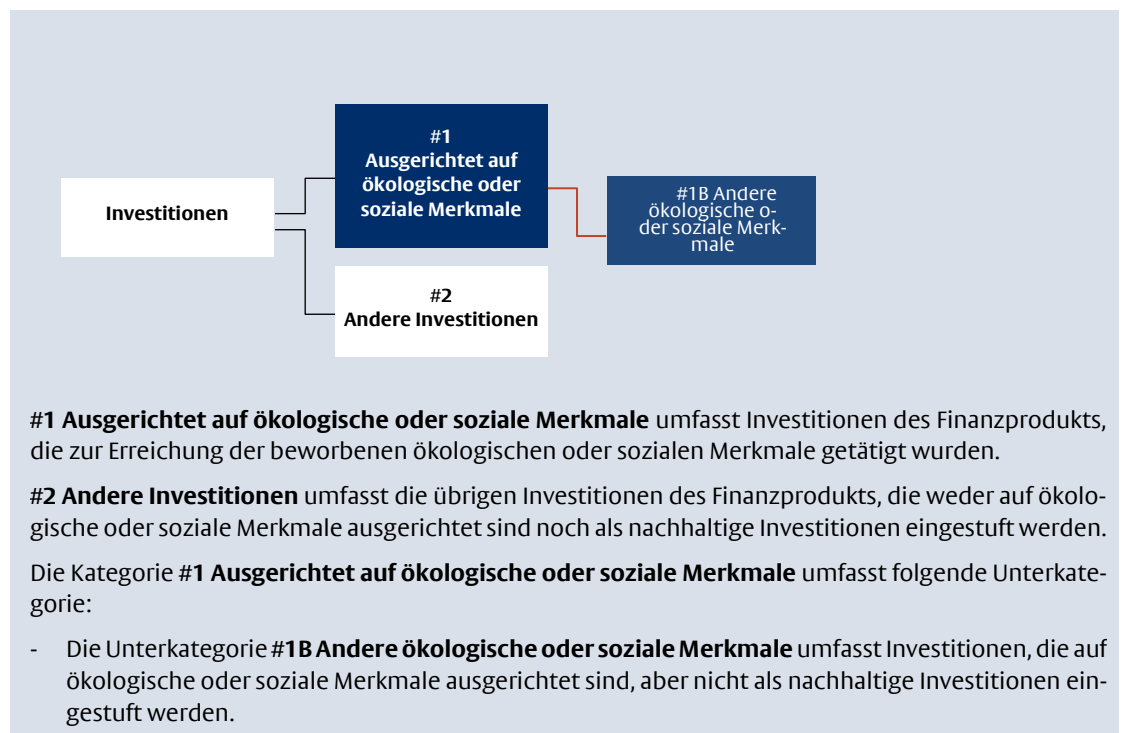 #1
Ausgerichtet auf
ökologische oder
soziale Merkmale
Investitionen
#1B Andere
ökologische o-
der soziale Merk-
male
#2
Andere Investitionen
#1 Ausgerichtet auf ökologische oder soziale Merkmale umfasst Investitionen des Finanzprodukts,
die zur Erreichung der beworbenen ökologischen oder sozialen Merkmale getätigt wurden.
#2 Andere Investitionen umfasst die übrigen Investitionen des Finanzprodukts, die weder auf ökolo-
gische oder soziale Merkmale ausgerichtet sind noch als nachhaltige Investitionen eingestuft werden.
Die Kategorie #1 Ausgerichtet auf ökologische oder soziale Merkmale umfasst folgende Unterkate-
gorie:
- Die Unterkategorie #1B Andere ökologische oder soziale Merkmale umfasst Investitionen, die auf
ökologische oder soziale Merkmale ausgerichtet sind, aber nicht als nachhaltige Investitionen ein-
gestuft werden.